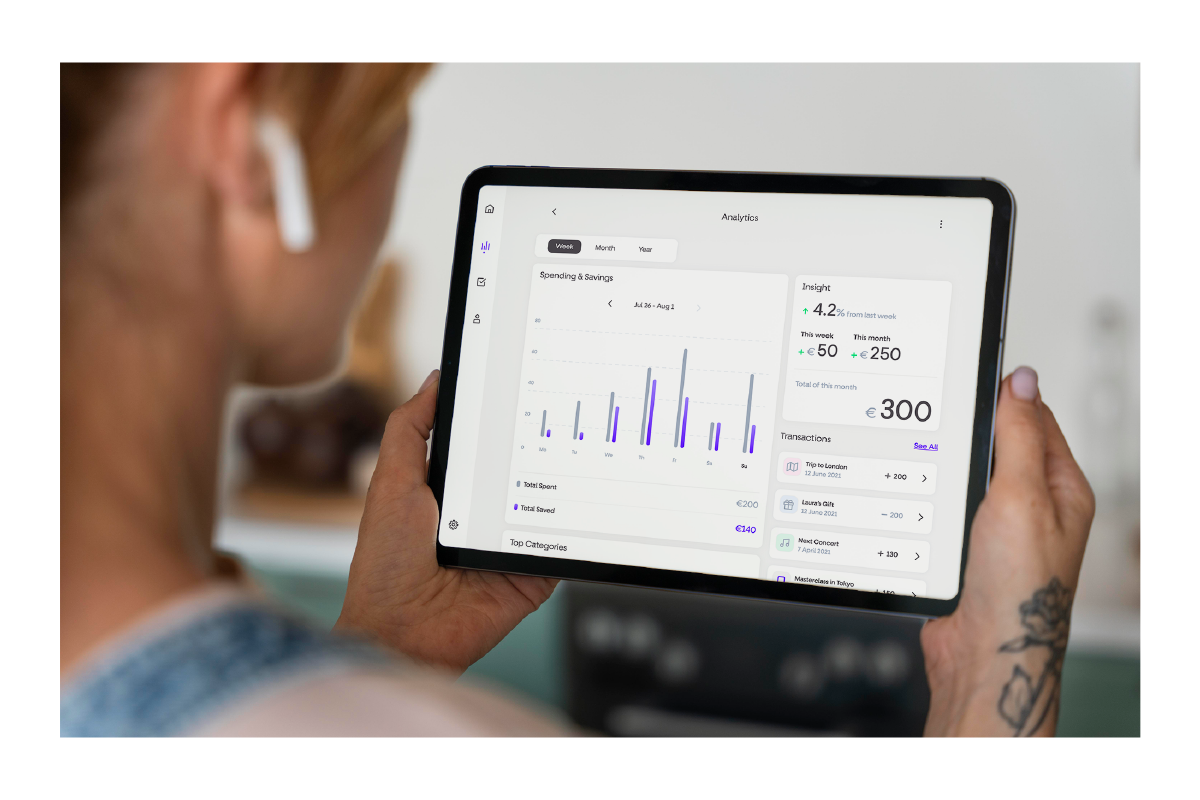 Analytics
Week Month Year
Spending & Savings
Jul 26 - Aug 1
80
60
40
20
0
Mo Tu We Th Fr Sa Su
Total Spent €200
Total Saved €140
Top Categories
Insight
4.2% from last week
This week This month
+ €50 + €250
Total of this month
€300
Transactions See All
Trip to London
12 June 2021
+ 200
Laura's Gift
12 June 2021
– 200
Next Concert
7 April 2021
+ 130
Masterclass in Tokyo
+ 150